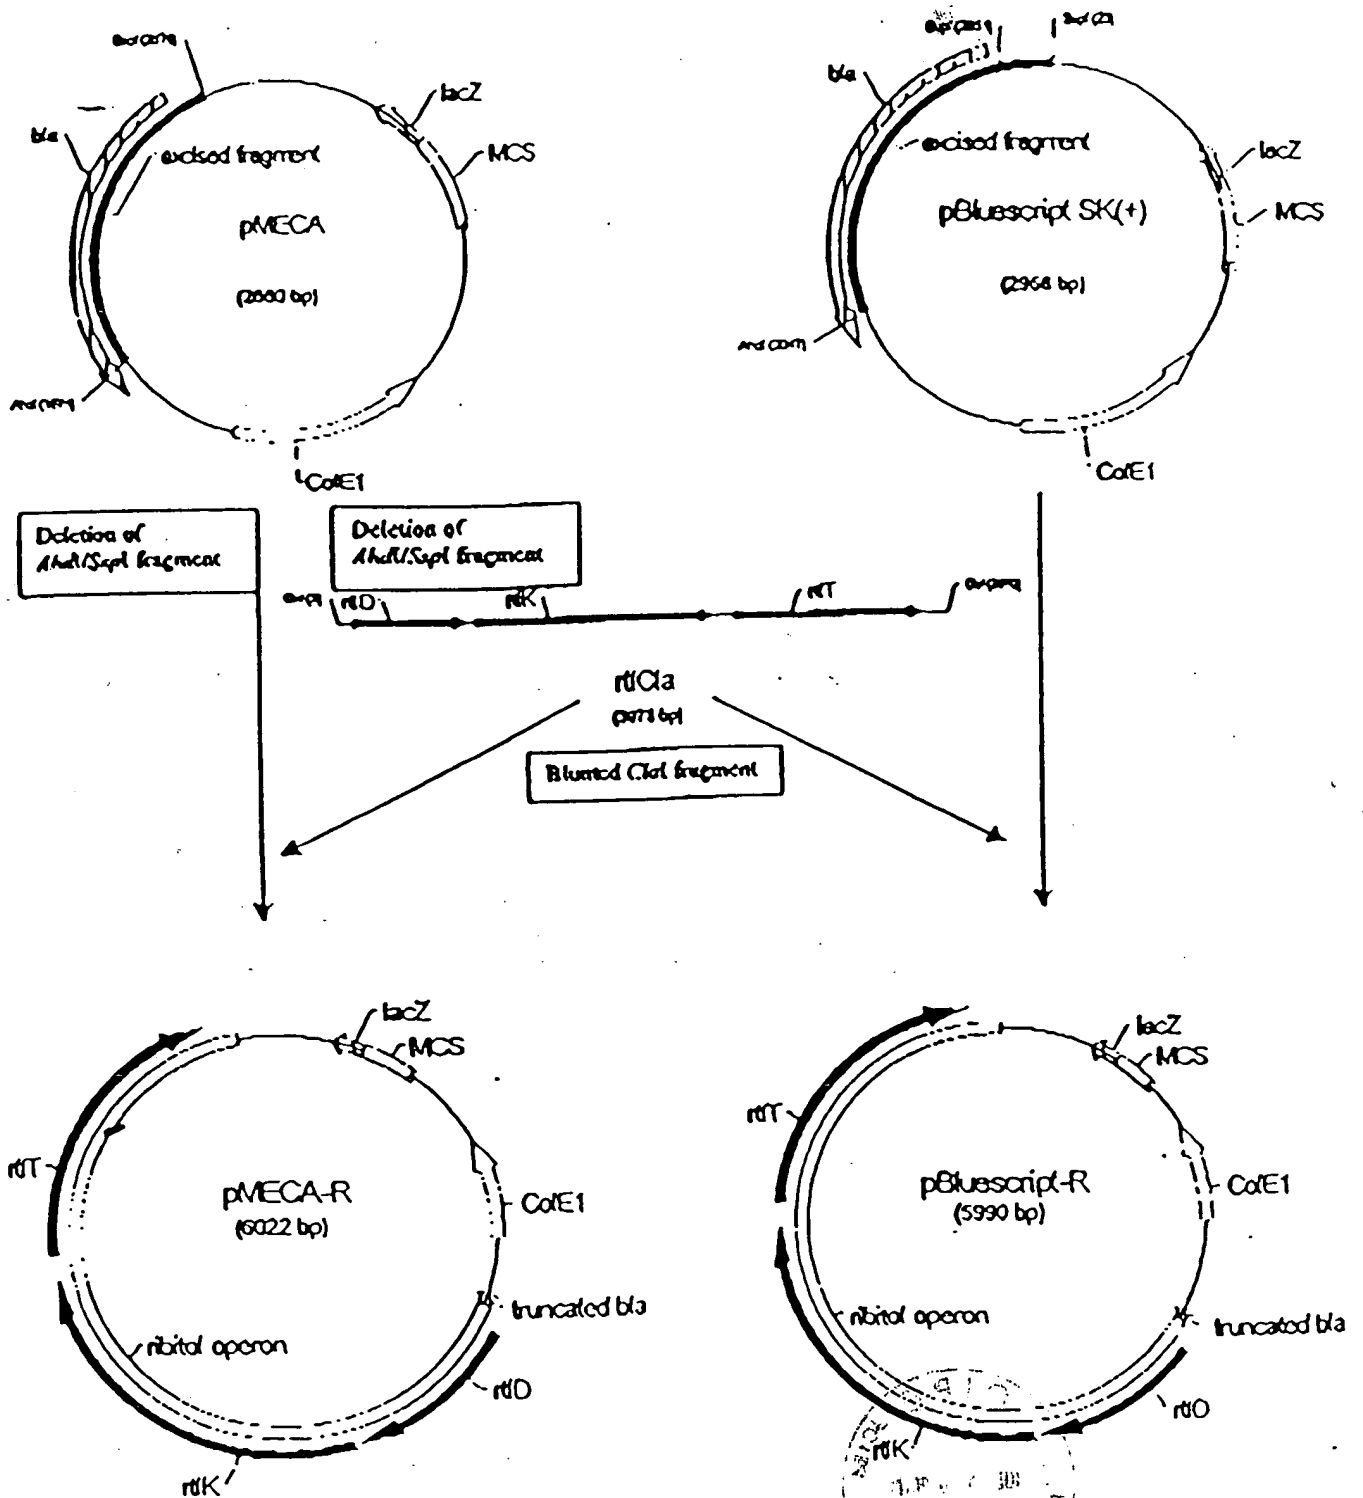 bla
excised fragment
pMECA
lacZ
MCS
ColE1
bla
excised fragment
pBluescript SK(+)
(2968 bp)
lacZ
MCS
ColE1
Deletion of
AhdI/SspI fragment
Deletion of
AhdI/SspI fragment
rtlD
rtlK
rtlT
rtlCla
Blunted ClaI fragment
lacZ
MCS
rtlT
pMECA-R
(6022 bp)
ColE1
truncated bla
ribitol operon
rtlD
rtlK
lacZ
MCS
rtlT
pBluescript-R
(5990 bp)
ColE1
truncated bla
ribitol operon
rtlD
rtlK